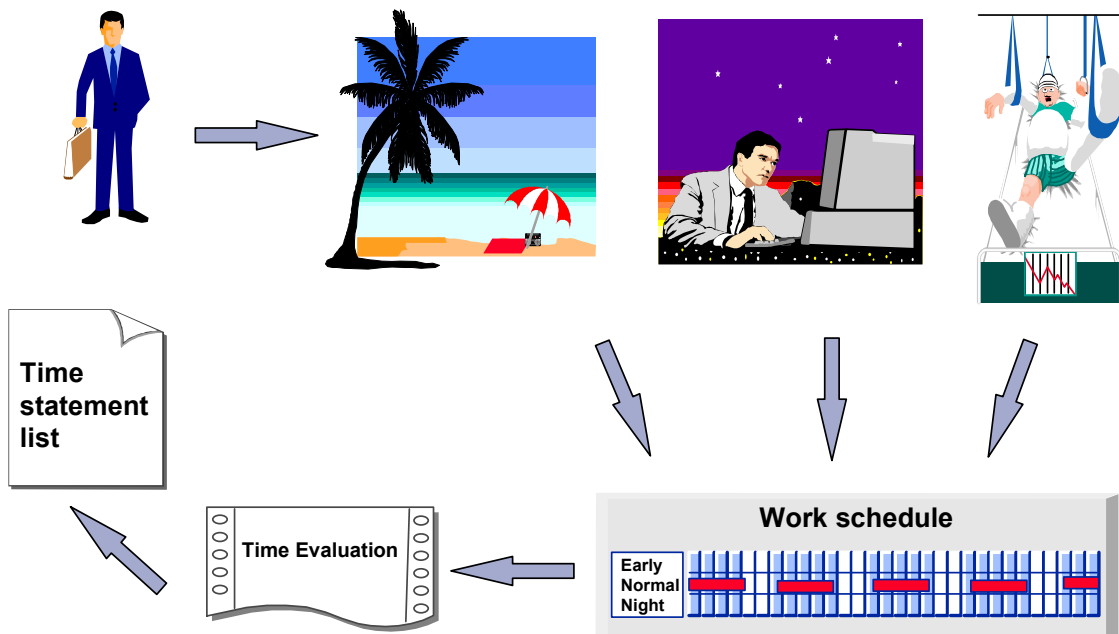 Time
statement
list
Time Evaluation
Work schedule
Early
Normal
Night